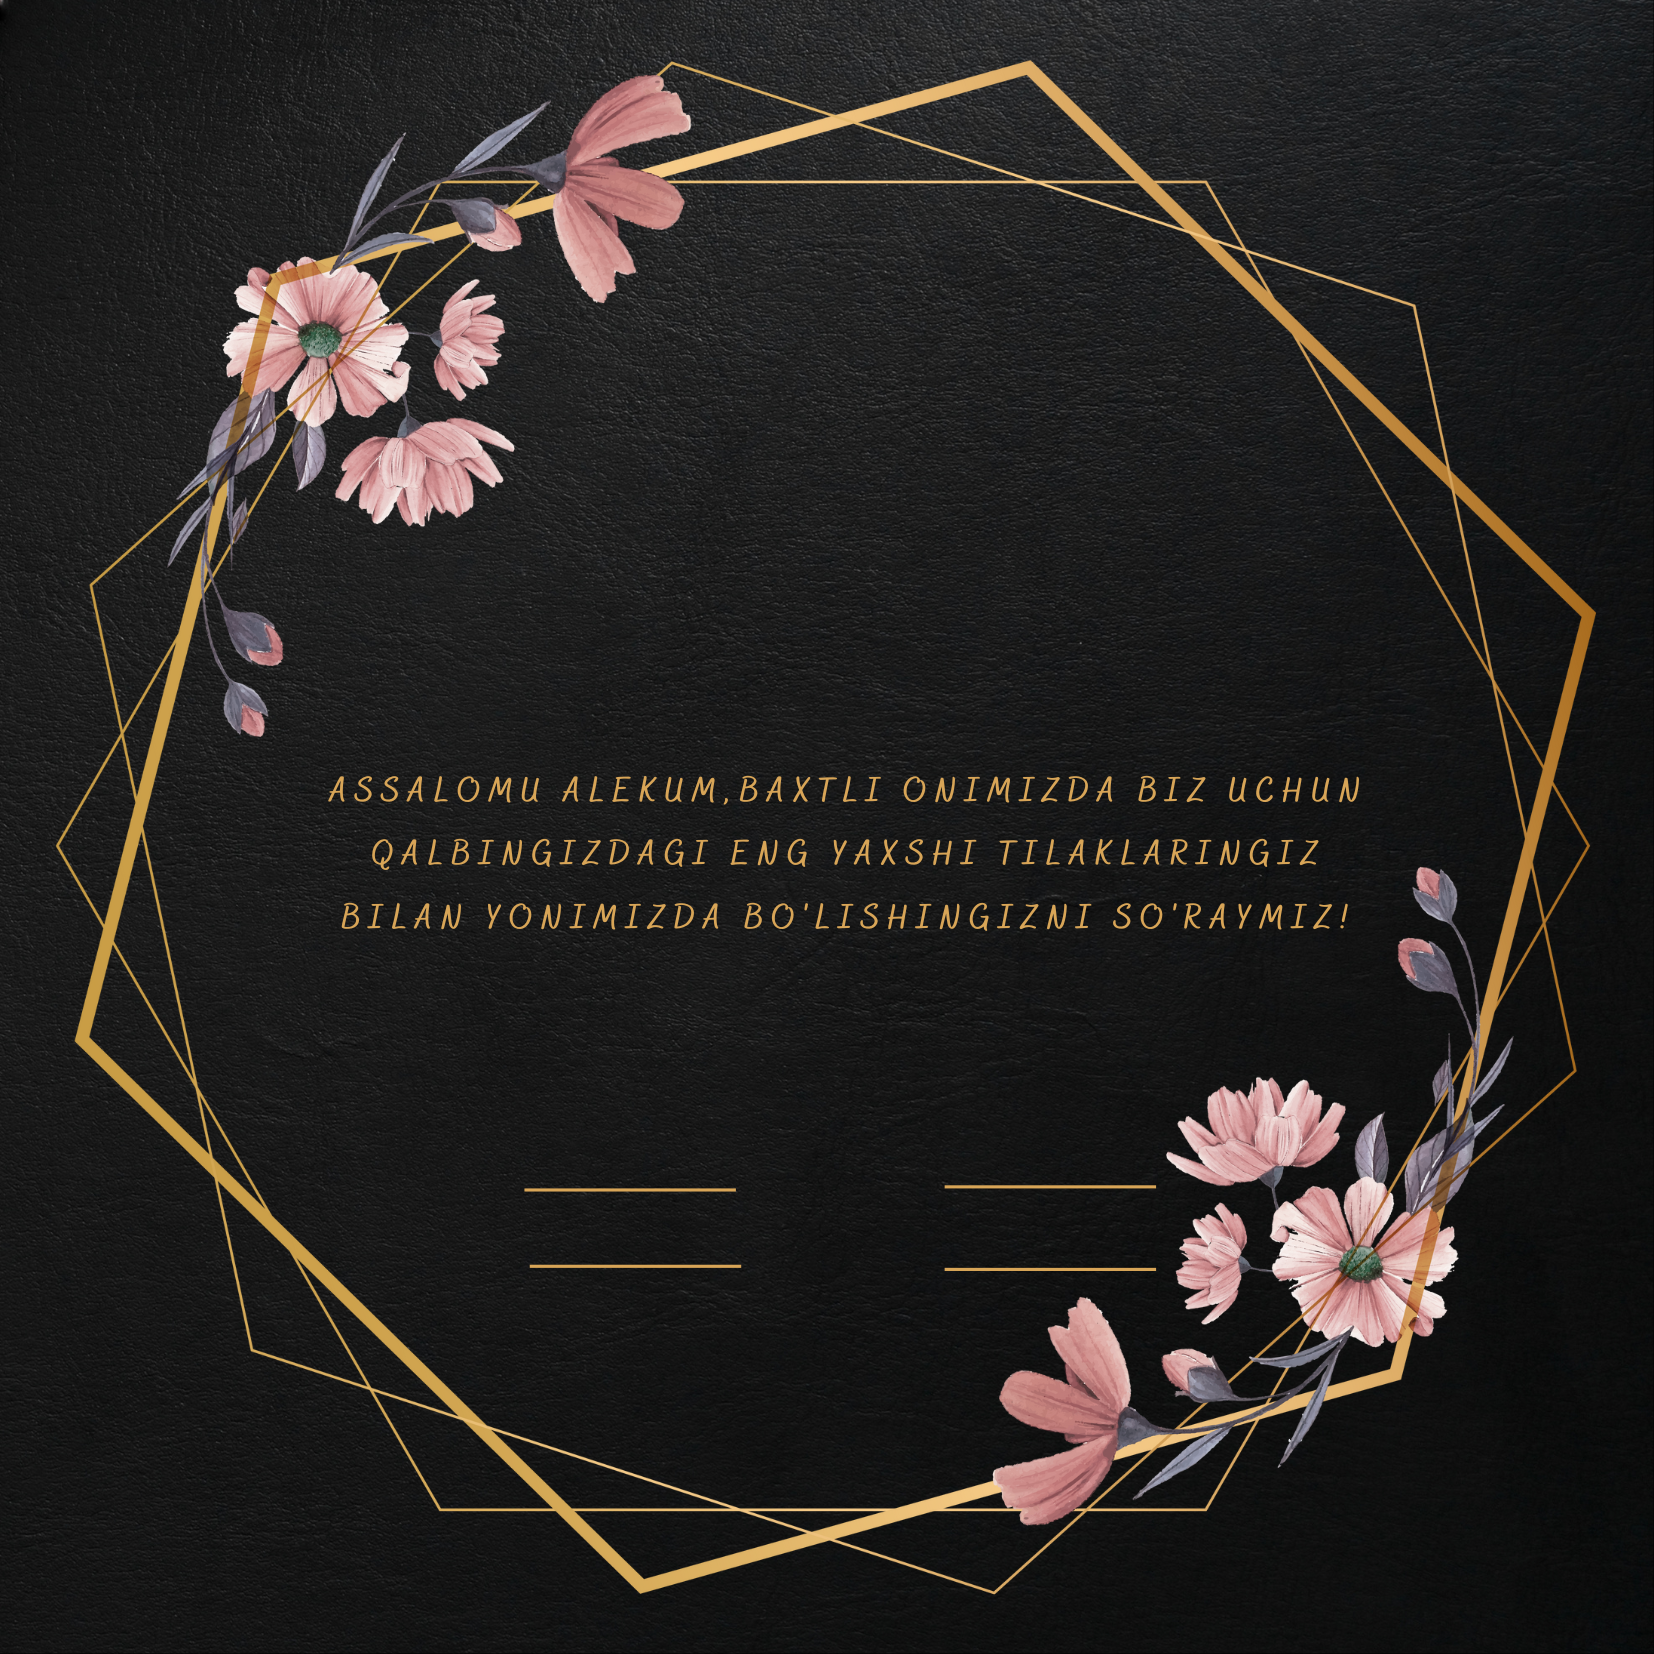 ASSALOMU ALEKUM,BAXTLI ONIMIZDA BIZ UCHUN
QALBINGIZDAGI ENG YAXSHI TILAKLARINGIZ
BILAN YONIMIZDA BO'LISHINGIZNI SO'RAYMIZ!